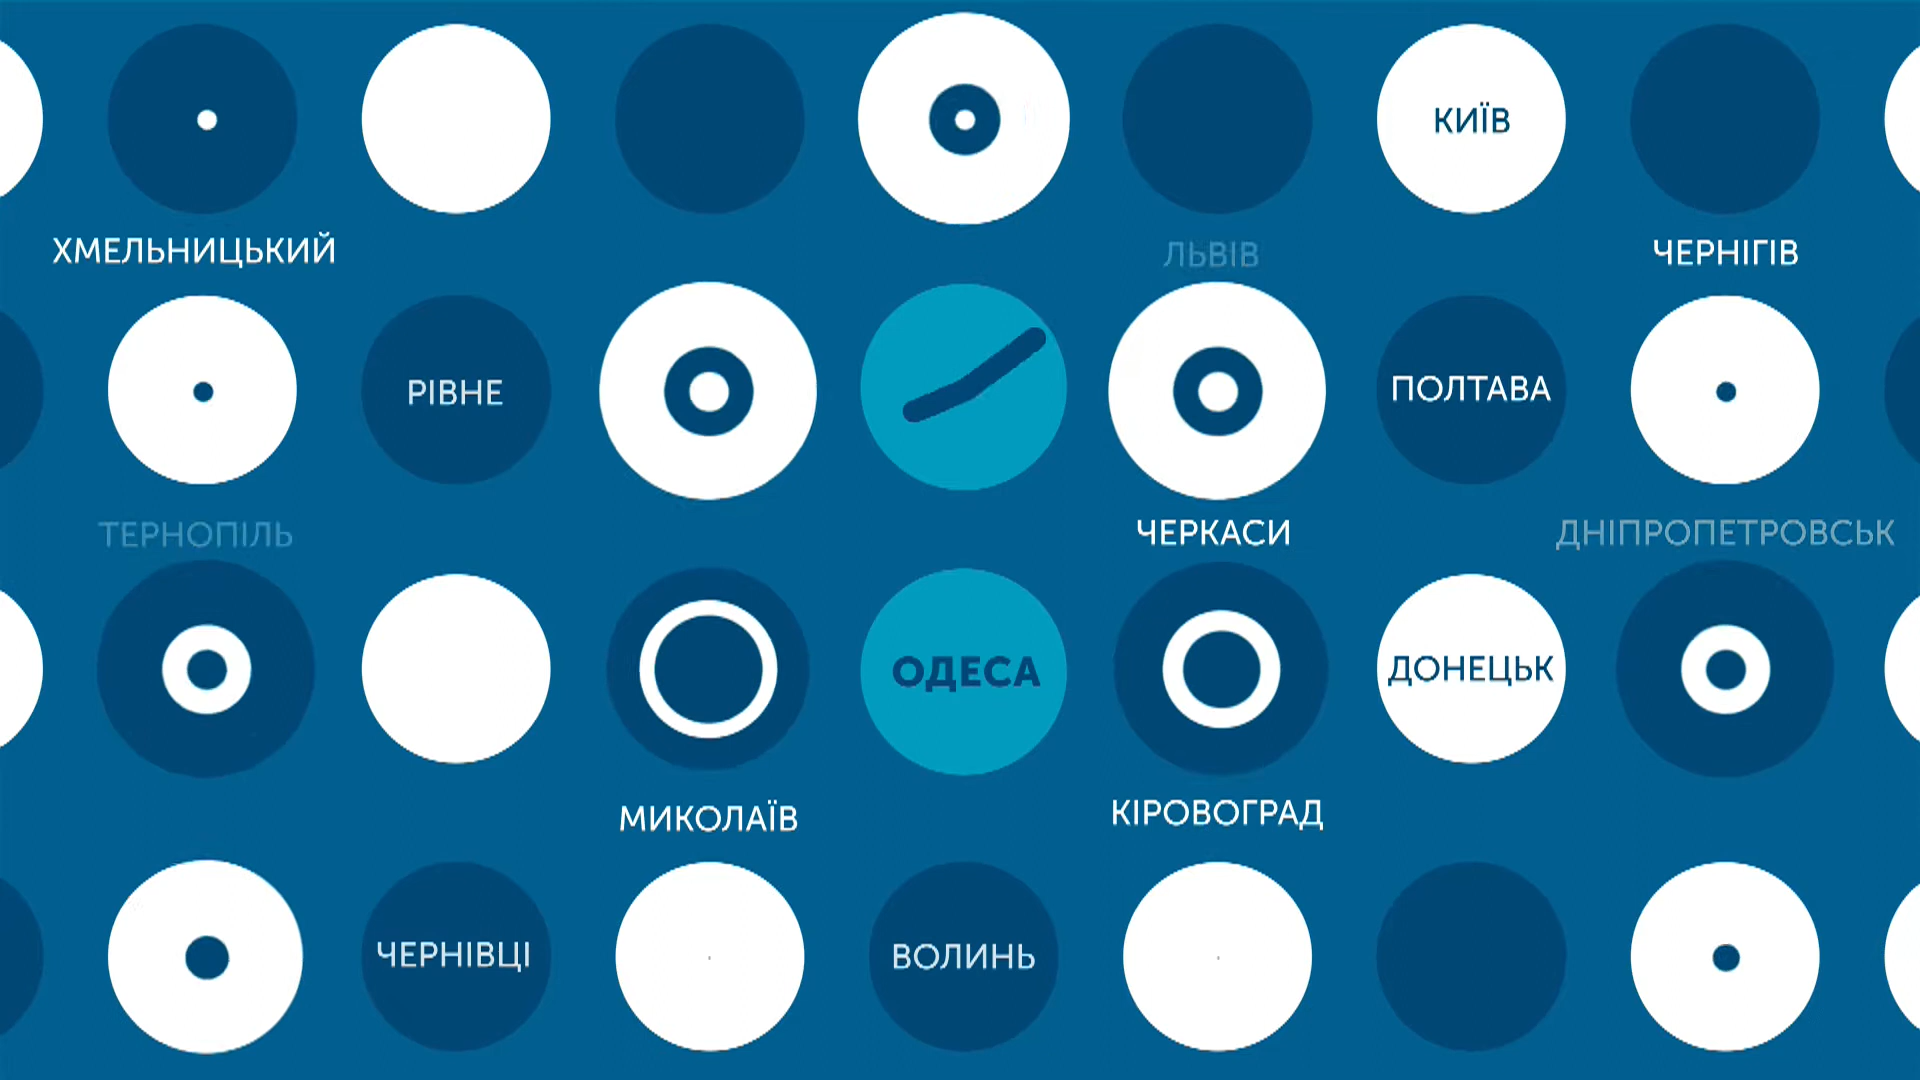 КИЇВ
ХМЕЛЬНИЦЬКИЙ
ЛЬВІВ
ЧЕРНІГІВ
РІВНЕ
ПОЛТАВА
ТЕРНОПІЛЬ
ЧЕРКАСИ
ДНІПРОПЕТРОВСЬК
ОДЕСА
ДОНЕЦЬК
МИКОЛАЇВ
КІРОВОГРАД
ЧЕРНІВЦІ
ВОЛИНЬ